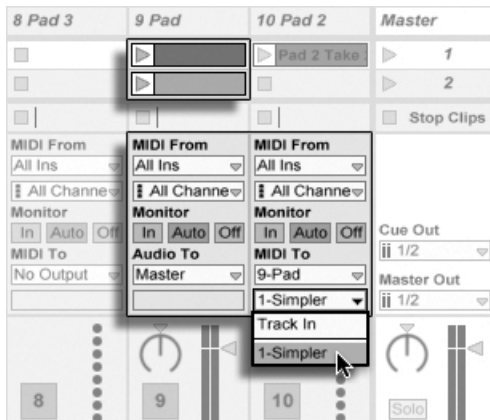 8 Pad 3
9 Pad
10 Pad 2
Master
Pad 2 Take
1
2
Stop Clips
MIDI From
All Ins
All Channe
Monitor
In Auto Off
MIDI To
No Output
MIDI From
All Ins
All Channe
Monitor
In Auto Off
Audio To
Master
MIDI From
All Ins
All Channe
Monitor
In Auto Off
MIDI To
9-Pad
1-Simpler
Track In
1-Simpler
Cue Out
ii 1/2
Master Out
ii 1/2
8
9
10
Solo